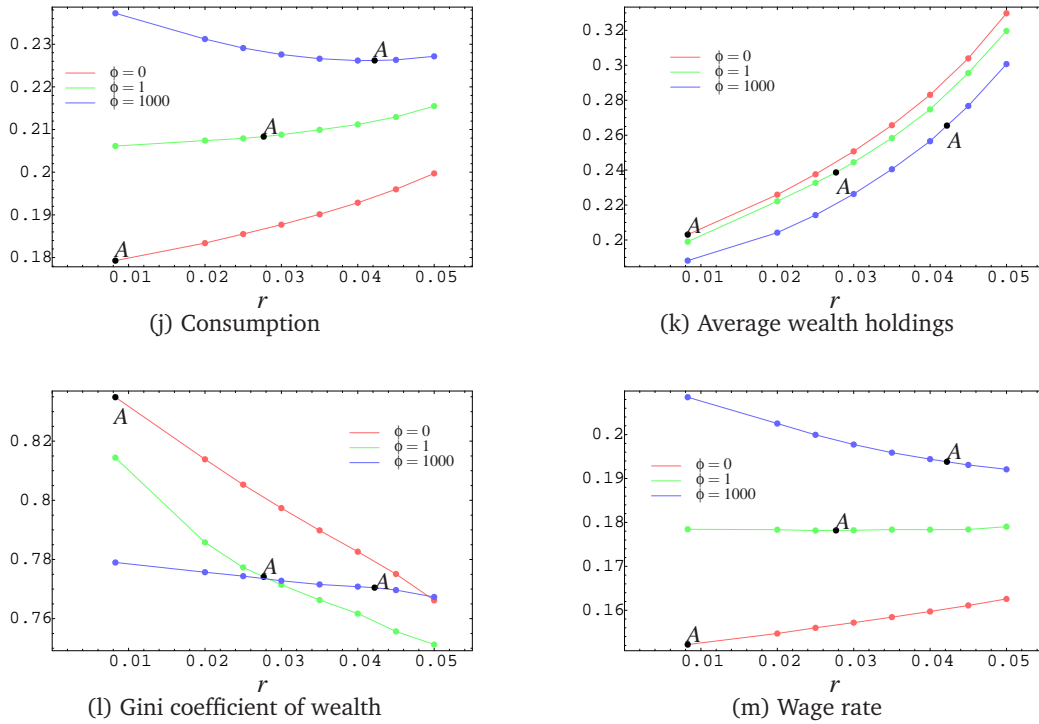 0.23
0.22
0.21
0.2
0.19
0.18
ϕ = 0
ϕ = 1
ϕ = 1000
A
A
A
0.01 0.02 0.03 0.04 0.05
r
(j) Consumption
0.32
0.3
0.28
0.26
0.24
0.22
0.2
ϕ = 0
ϕ = 1
ϕ = 1000
A
A
A
0.01 0.02 0.03 0.04 0.05
r
(k) Average wealth holdings
0.82
0.8
0.78
0.76
ϕ = 0
ϕ = 1
ϕ = 1000
A
A
A
0.01 0.02 0.03 0.04 0.05
r
(l) Gini coefficient of wealth
0.2
0.19
0.18
0.17
0.16
ϕ = 0
ϕ = 1
ϕ = 1000
A
A
A
0.01 0.02 0.03 0.04 0.05
r
(m) Wage rate